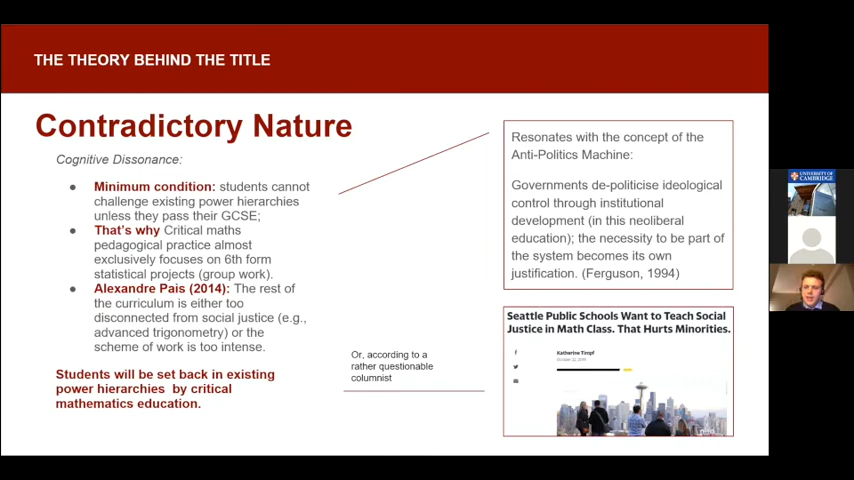 THE THEORY BEHIND THE TITLE
Contradictory Nature
Cognitive Dissonance:
● Minimum condition: students cannot
challenge existing power hierarchies
unless they pass their GCSE;
● That's why Critical maths
pedagogical practice almost
exclusively focuses on 6th form
statistical projects (group work).
● Alexandre Pais (2014): The rest of
the curriculum is either too
disconnected from social justice (e.g.,
advanced trigonometry) or the
scheme of work is too intense.
Students will be set back in existing
power hierarchies by critical
mathematics education.
Resonates with the concept of the
Anti-Politics Machine:
Governments de-politicise ideological
control through institutional
development (in this neoliberal
education); the necessity to be part of
the system becomes its own
justification. (Ferguson, 1994)
Or, according to a
rather questionable
columnist
Seattle Public Schools Want to Teach Social
Justice in Math Class. That Hurts Minorities.
Katherine Timpf
UNIVERSITY OF
CAMBRIDGE